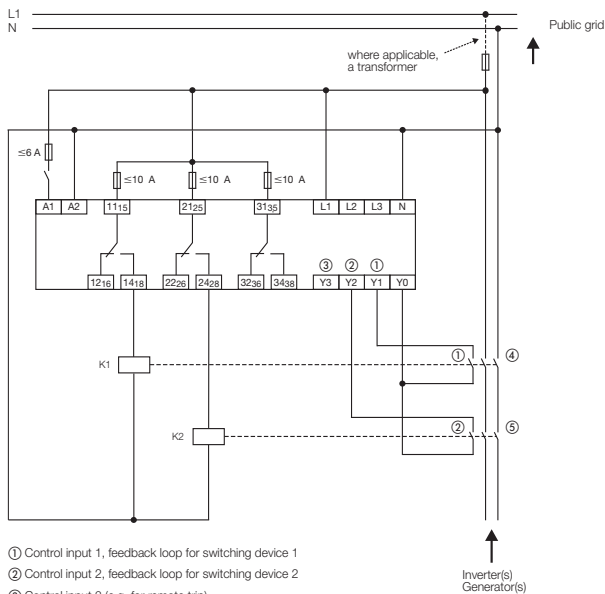 L1
N
Public grid
where applicable,
a transformer
≤6 A
≤10 A
≤10 A
≤10 A
A1 A2 1115 2125 3135 L1 L2 L3 N
③ ② ①
1216 1418 2226 2428 3236 3438 Y3 Y2 Y1 Y0
① ④
K1
② ⑤
K2
① Control input 1, feedback loop for switching device 1
② Control input 2, feedback loop for switching device 2
Inverter(s)
Generator(s)